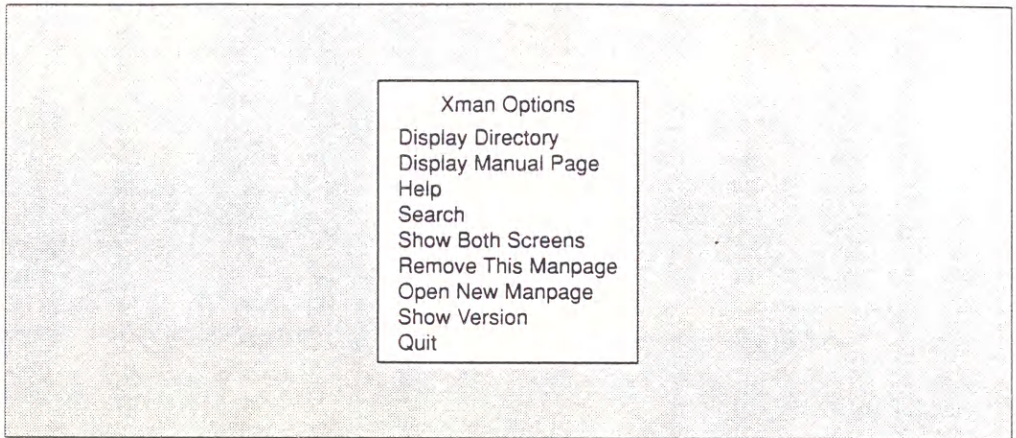 Xman Options
Display Directory
Display Manual Page
Help
Search
Show Both Screens
Remove This Manpage
Open New Manpage
Show Version
Quit